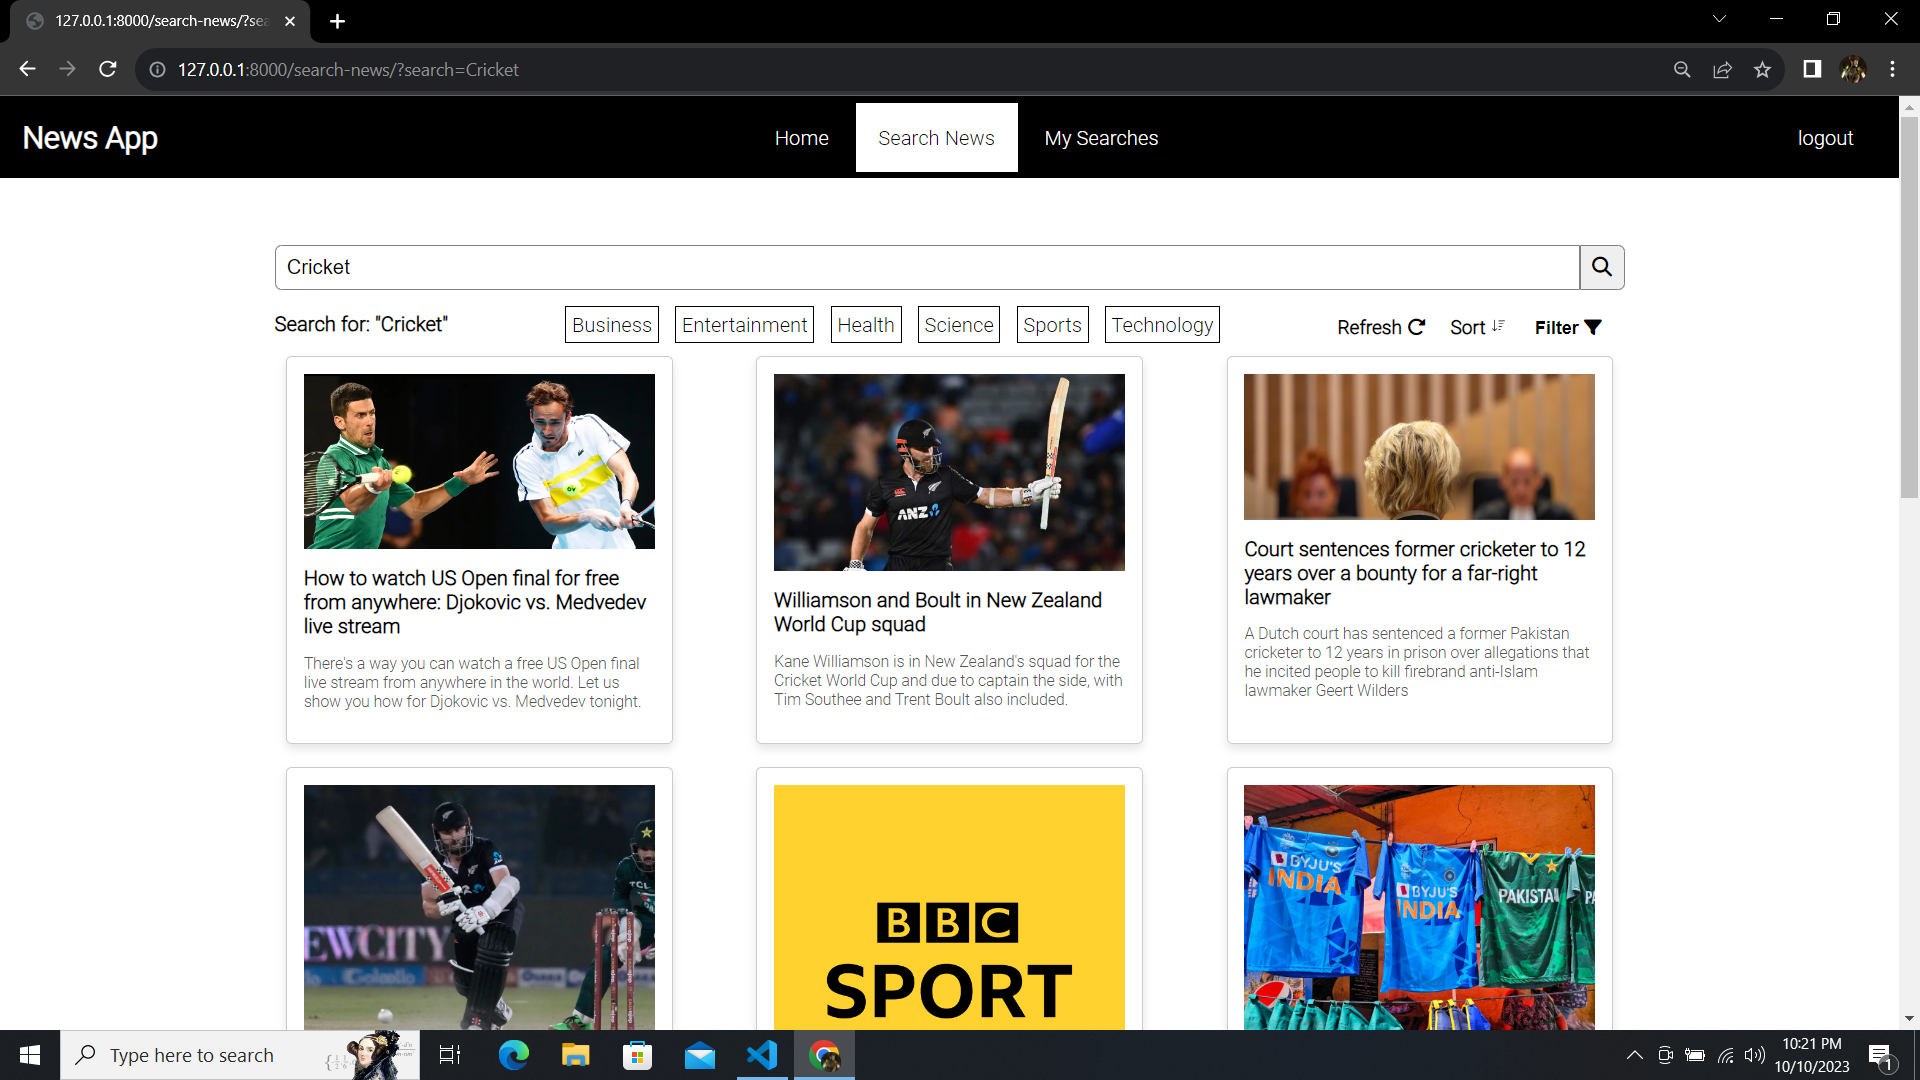 127.0.0.1:8000/search-news/?sea
127.0.0.1:8000/search-news/?search=Cricket
News App
Home
Search News
My Searches
logout
Cricket
Search for: "Cricket"
Business
Entertainment
Health
Science
Sports
Technology
Refresh
Sort
Filter
ANZ
How to watch US Open final for free
from anywhere: Djokovic vs. Medvedev
live stream
There's a way you can watch a free US Open final
live stream from anywhere in the world. Let us
show you how for Djokovic vs. Medvedev tonight.
Williamson and Boult in New Zealand
World Cup squad
Kane Williamson is in New Zealand's squad for the
Cricket World Cup and due to captain the side, with
Tim Southee and Trent Boult also included.
Court sentences former cricketer to 12
years over a bounty for a far-right
lawmaker
A Dutch court has sentenced a former Pakistan
cricketer to 12 years in prison over allegations that
he incited people to kill firebrand anti-Islam
lawmaker Geert Wilders
EWCITY
TCL
BBC
SPORT
BYJU'S
INDIA
BYJU'S
INDIA
PAKISTAN
Type here to search
10:21 PM
10/10/2023
1